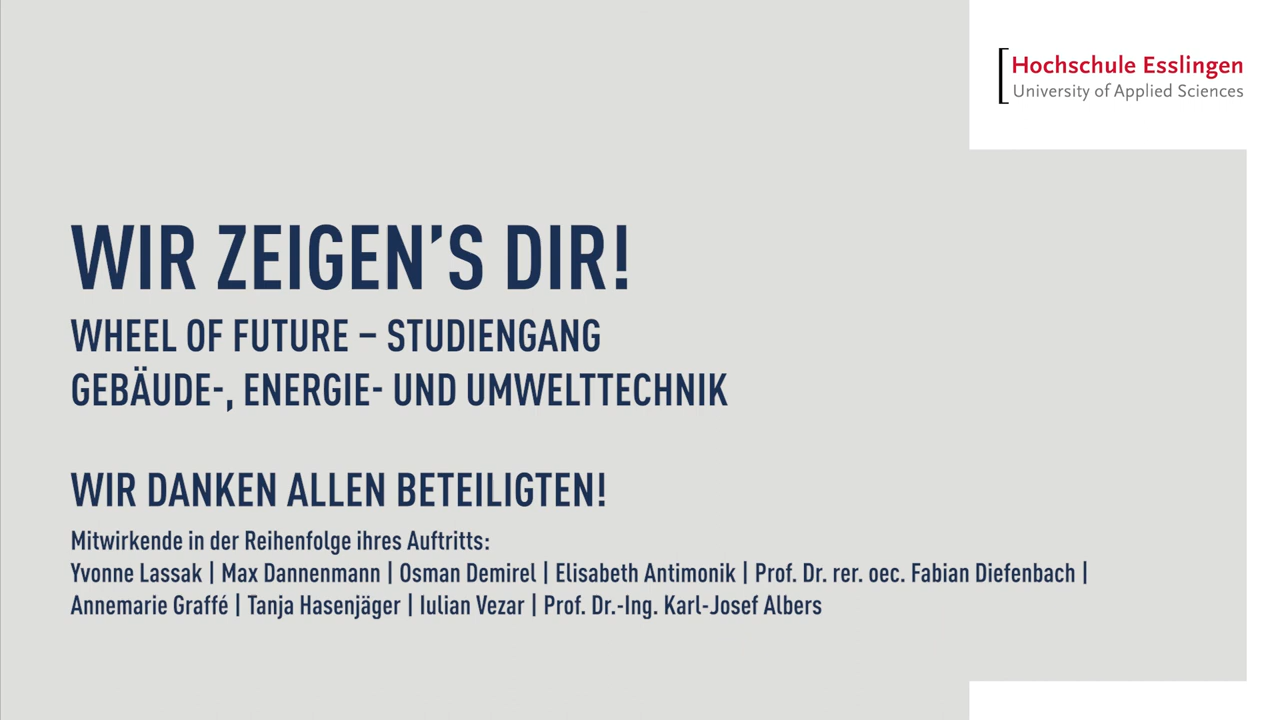 Hochschule Esslingen
University of Applied Sciences
WIR ZEIGEN'S DIR!
WHEEL OF FUTURE – STUDIENGANG
GEBÄUDE-, ENERGIE- UND UMWELTTECHNIK
WIR DANKEN ALLEN BETEILIGTEN!
Mitwirkende in der Reihenfolge ihres Auftritts:
Yvonne Lassak | Max Dannenmann | Osman Demirel | Elisabeth Antimonik | Prof. Dr. rer. oec. Fabian Diefenbach |
Annemarie Graffé | Tanja Hasenjäger | Iulian Vezar | Prof. Dr.-Ing. Karl-Josef Albers